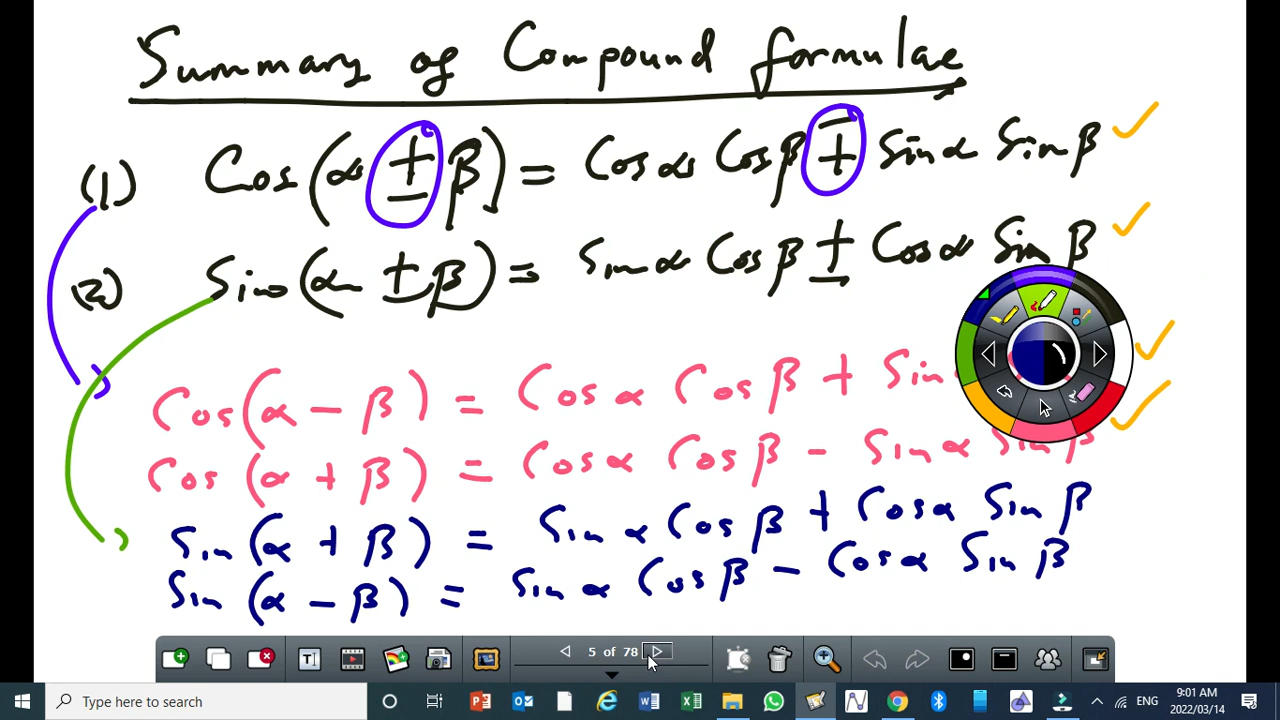 Summary of Compound formulae
(1) Cos(α ± β) = Cosα Cosβ ∓ Sinα Sinβ ✓
(2) Sin(α ± β) = Sinα Cosβ ± Cosα Sinβ ✓
Cos(α – β) = Cosα Cosβ + Sin ✓
Cos(α + β) = Cosα Cosβ – Sinα Sinβ ✓
Sin(α + β) = Sinα Cosβ + Cosα Sinβ
Sin(α – β) = Sinα Cosβ – Cosα Sinβ
5 of 78
Type here to search
ENG
9:01 AM
2022/03/14